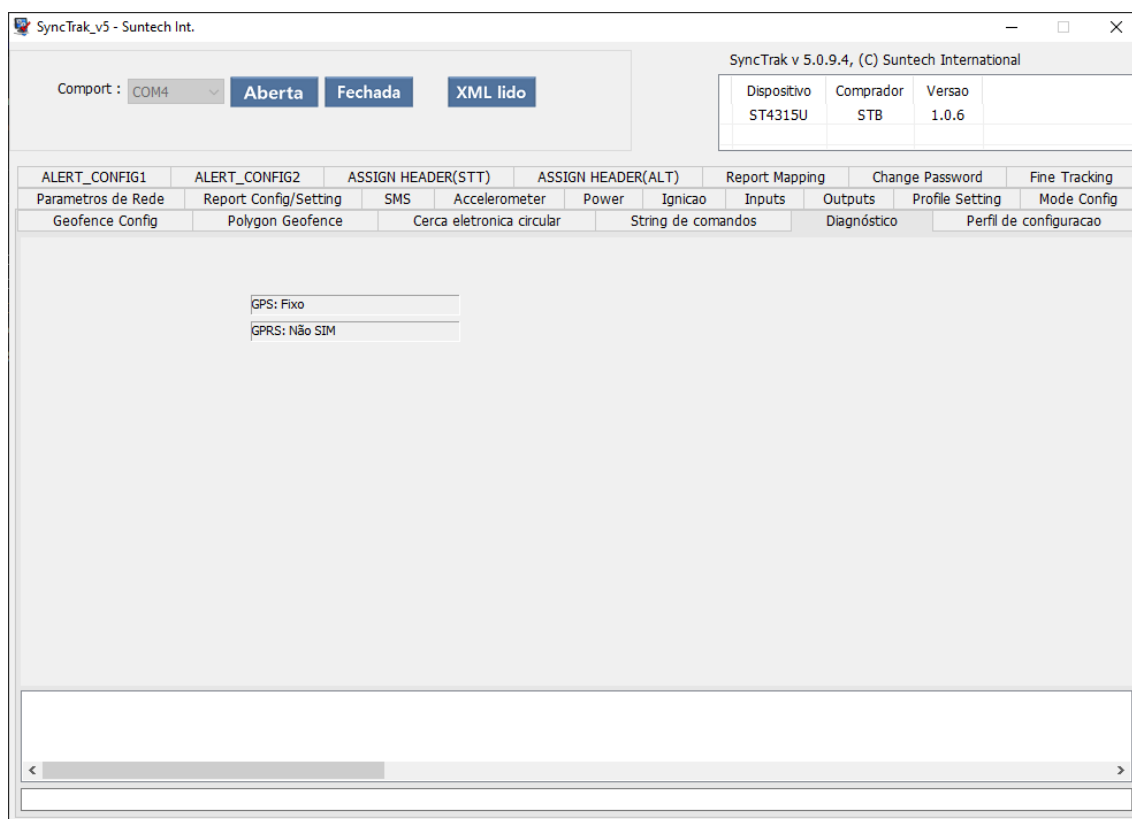 SyncTrak_v5 - Suntech Int.
SyncTrak v 5.0.9.4, (C) Suntech International
Comport : COM4 Aberta Fechada XML lido
Dispositivo Comprador Versao
ST4315U STB 1.0.6
ALERT_CONFIG1 ALERT_CONFIG2 ASSIGN HEADER(STT) ASSIGN HEADER(ALT) Report Mapping Change Password Fine Tracking
Parametros de Rede Report Config/Setting SMS Accelerometer Power Ignicao Inputs Outputs Profile Setting Mode Config
Geofence Config Polygon Geofence Cerca eletronica circular String de comandos Diagnóstico Perfil de configuracao
GPS: Fixo
GPRS: Não SIM